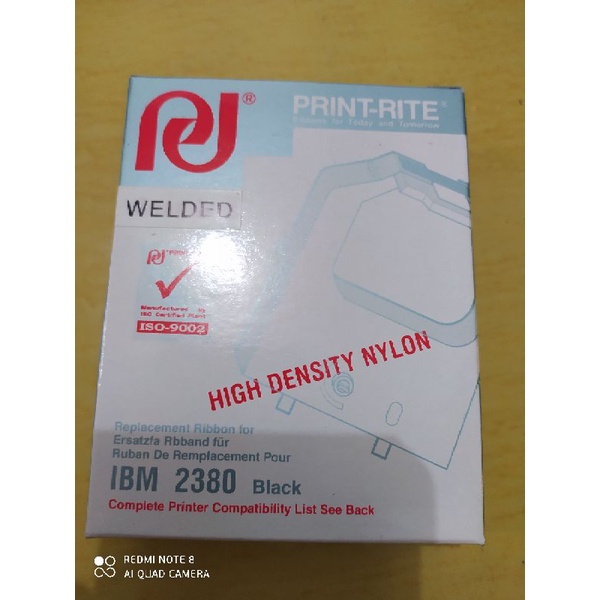 PRINT-RITE®
Ribbons for Today and Tomorrow
WELDED
Manufactured in
ISO Certified Plant
ISO-9002
HIGH DENSITY NYLON
Replacement Ribbon for
Ersatzfa Rbband für
Ruban De Remplacement Pour
IBM 2380 Black
Complete Printer Compatibility List See Back
REDMI NOTE 8
AI QUAD CAMERA